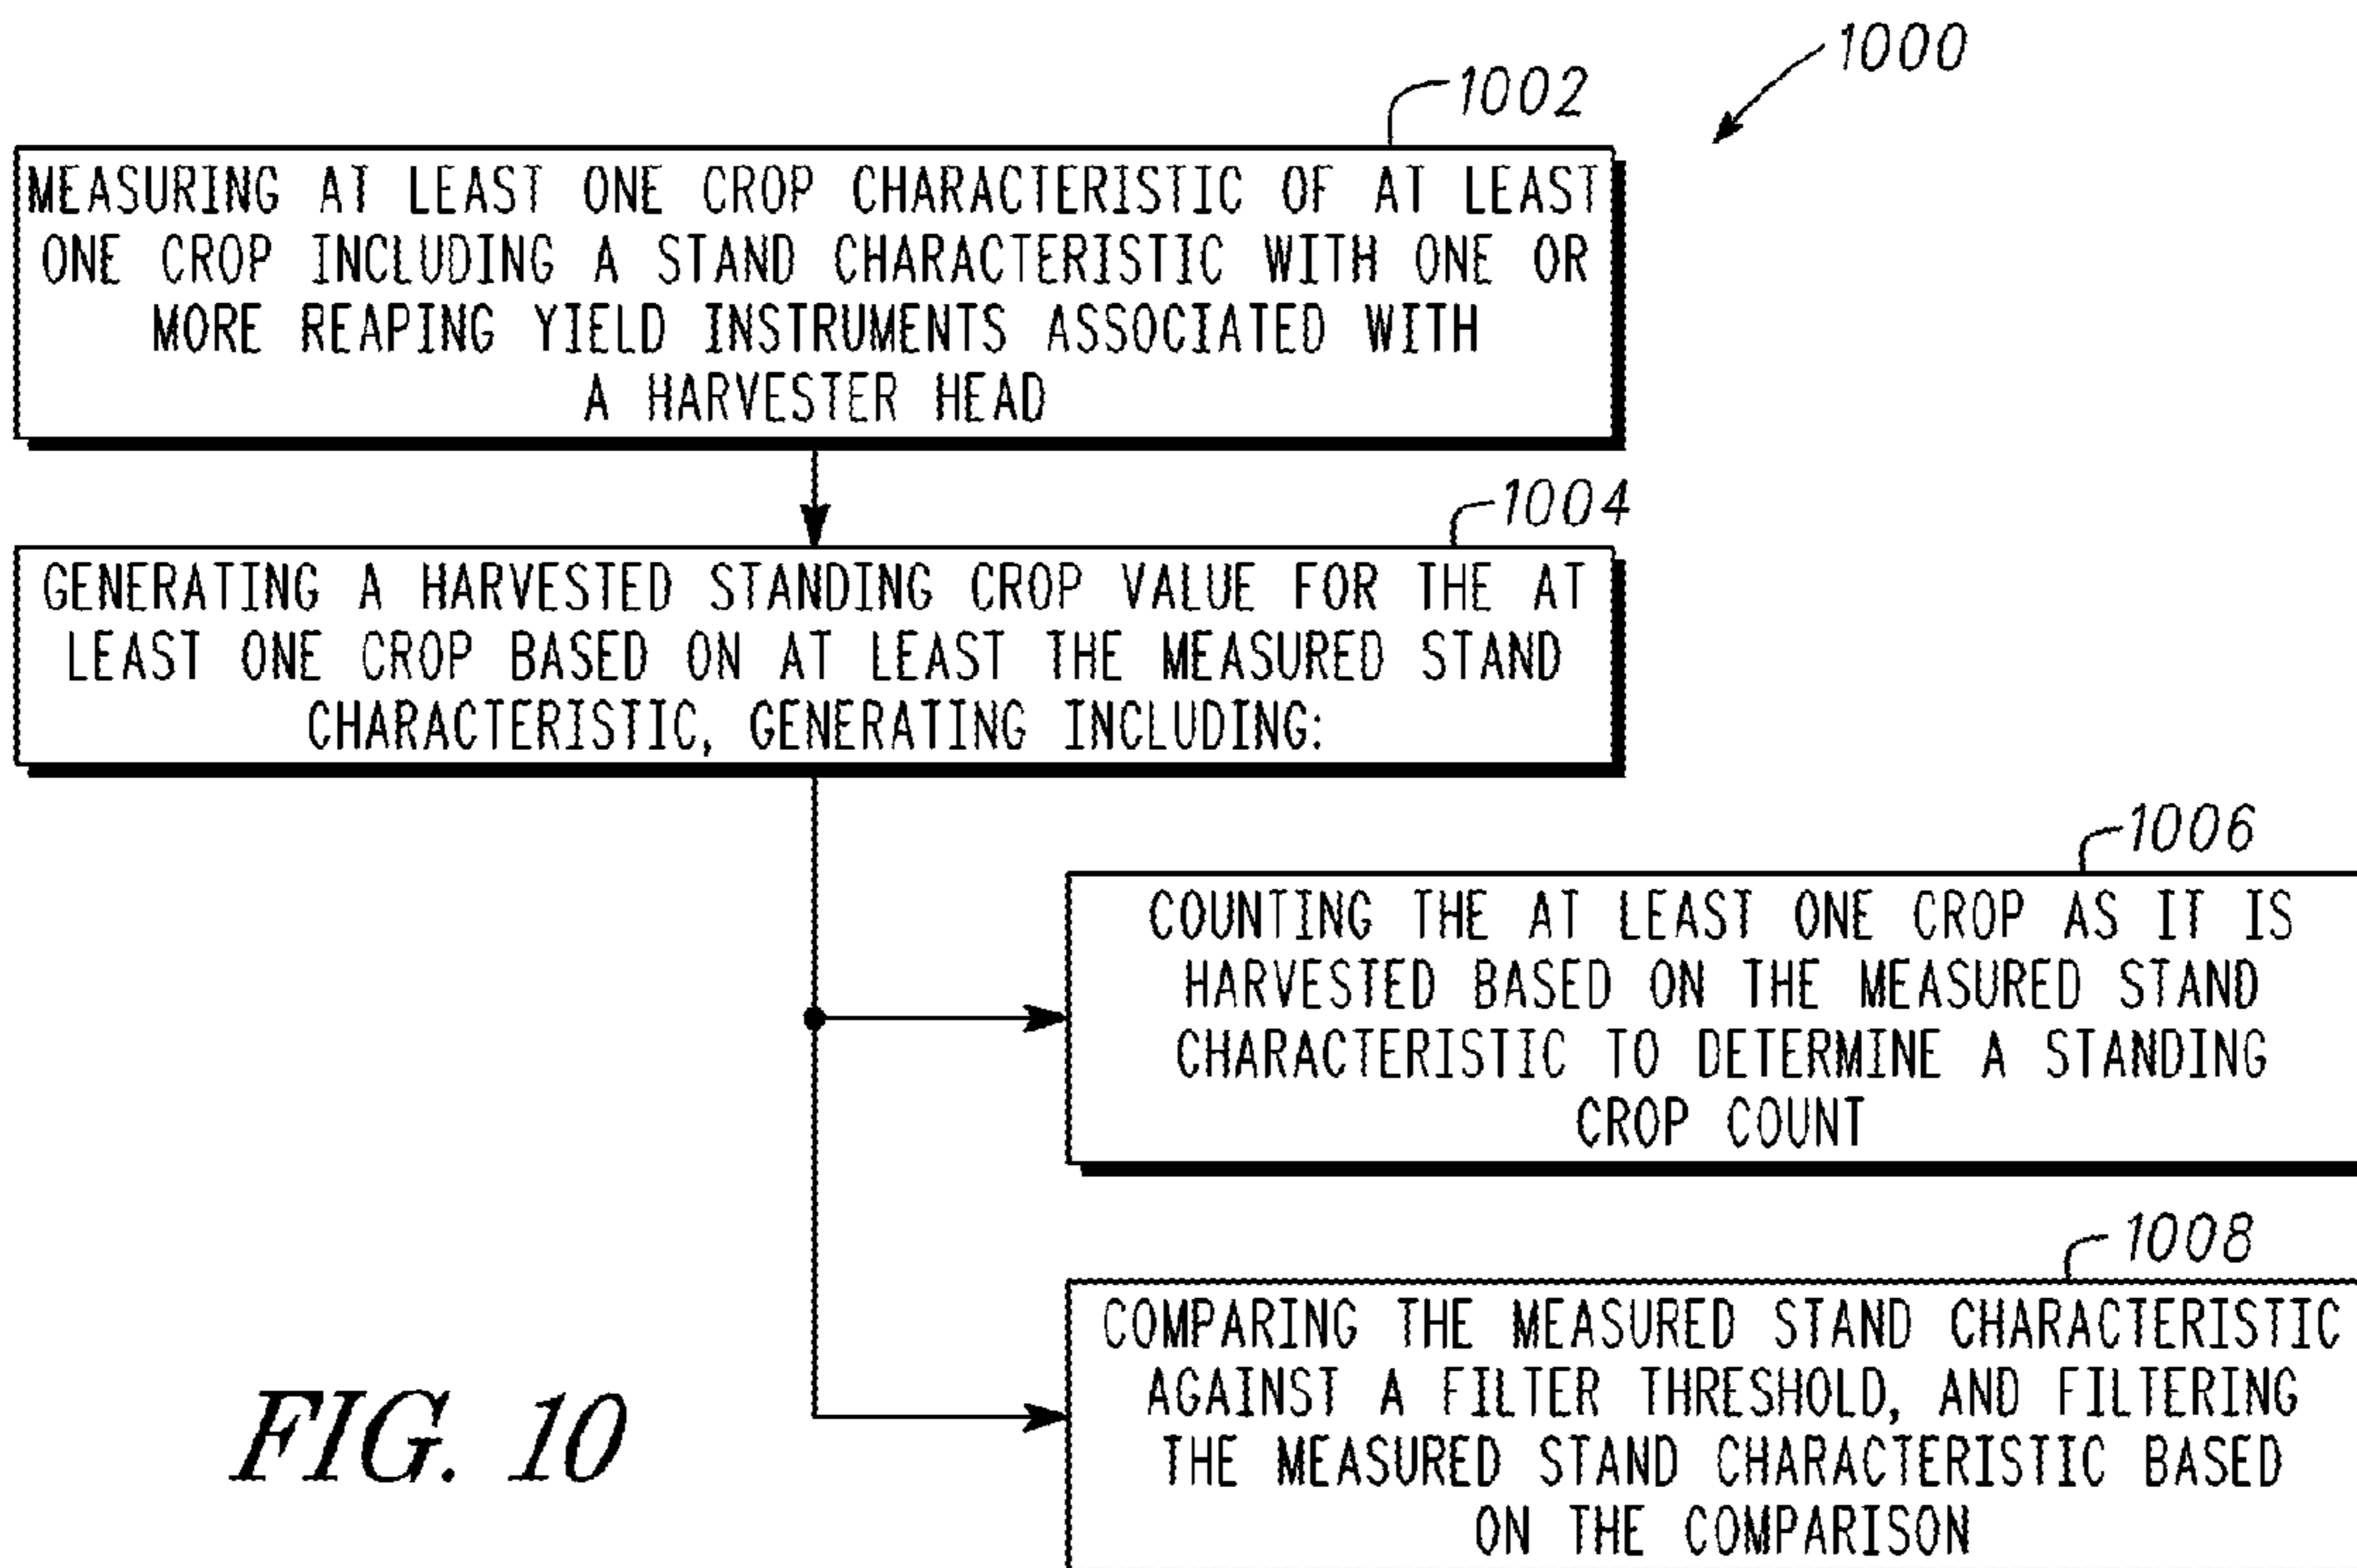 1000
1002
MEASURING AT LEAST ONE CROP CHARACTERISTIC OF AT LEAST
ONE CROP INCLUDING A STAND CHARACTERISTIC WITH ONE OR
MORE REAPING YIELD INSTRUMENTS ASSOCIATED WITH
A HARVESTER HEAD
1004
GENERATING A HARVESTED STANDING CROP VALUE FOR THE AT
LEAST ONE CROP BASED ON AT LEAST THE MEASURED STAND
CHARACTERISTIC, GENERATING INCLUDING:
1006
COUNTING THE AT LEAST ONE CROP AS IT IS
HARVESTED BASED ON THE MEASURED STAND
CHARACTERISTIC TO DETERMINE A STANDING
CROP COUNT
1008
COMPARING THE MEASURED STAND CHARACTERISTIC
AGAINST A FILTER THRESHOLD, AND FILTERING
THE MEASURED STAND CHARACTERISTIC BASED
ON THE COMPARISON
FIG. 10